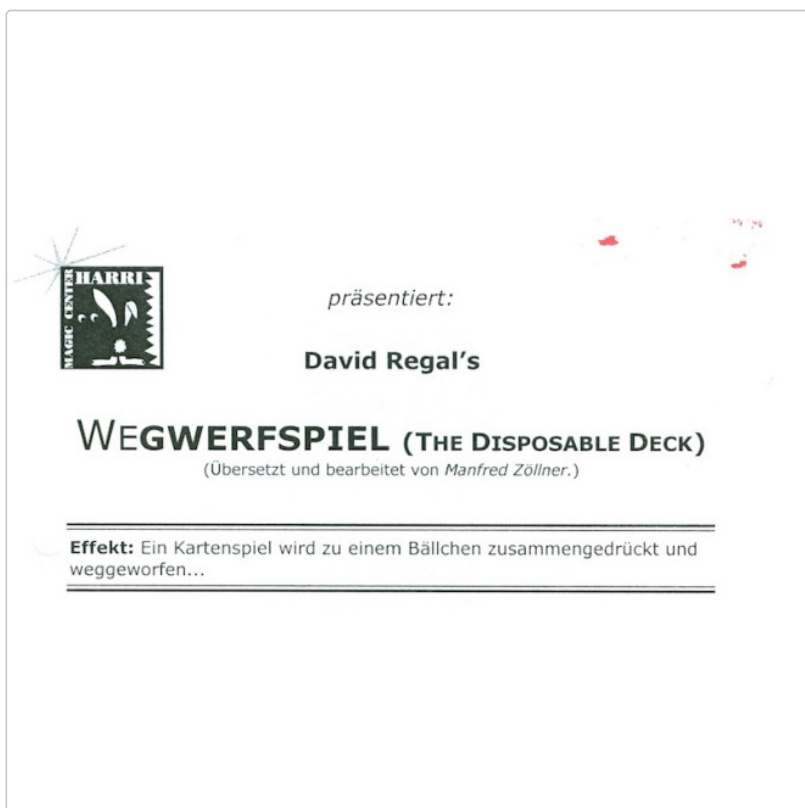 HARRI
MAGIC CENTER
präsentiert:
David Regal's
WEGWERFSPIEL (THE DISPOSABLE DECK)
(Übersetzt und bearbeitet von Manfred Zöllner.)
Effekt: Ein Kartenspiel wird zu einem Bällchen zusammengedrückt und
weggeworfen...